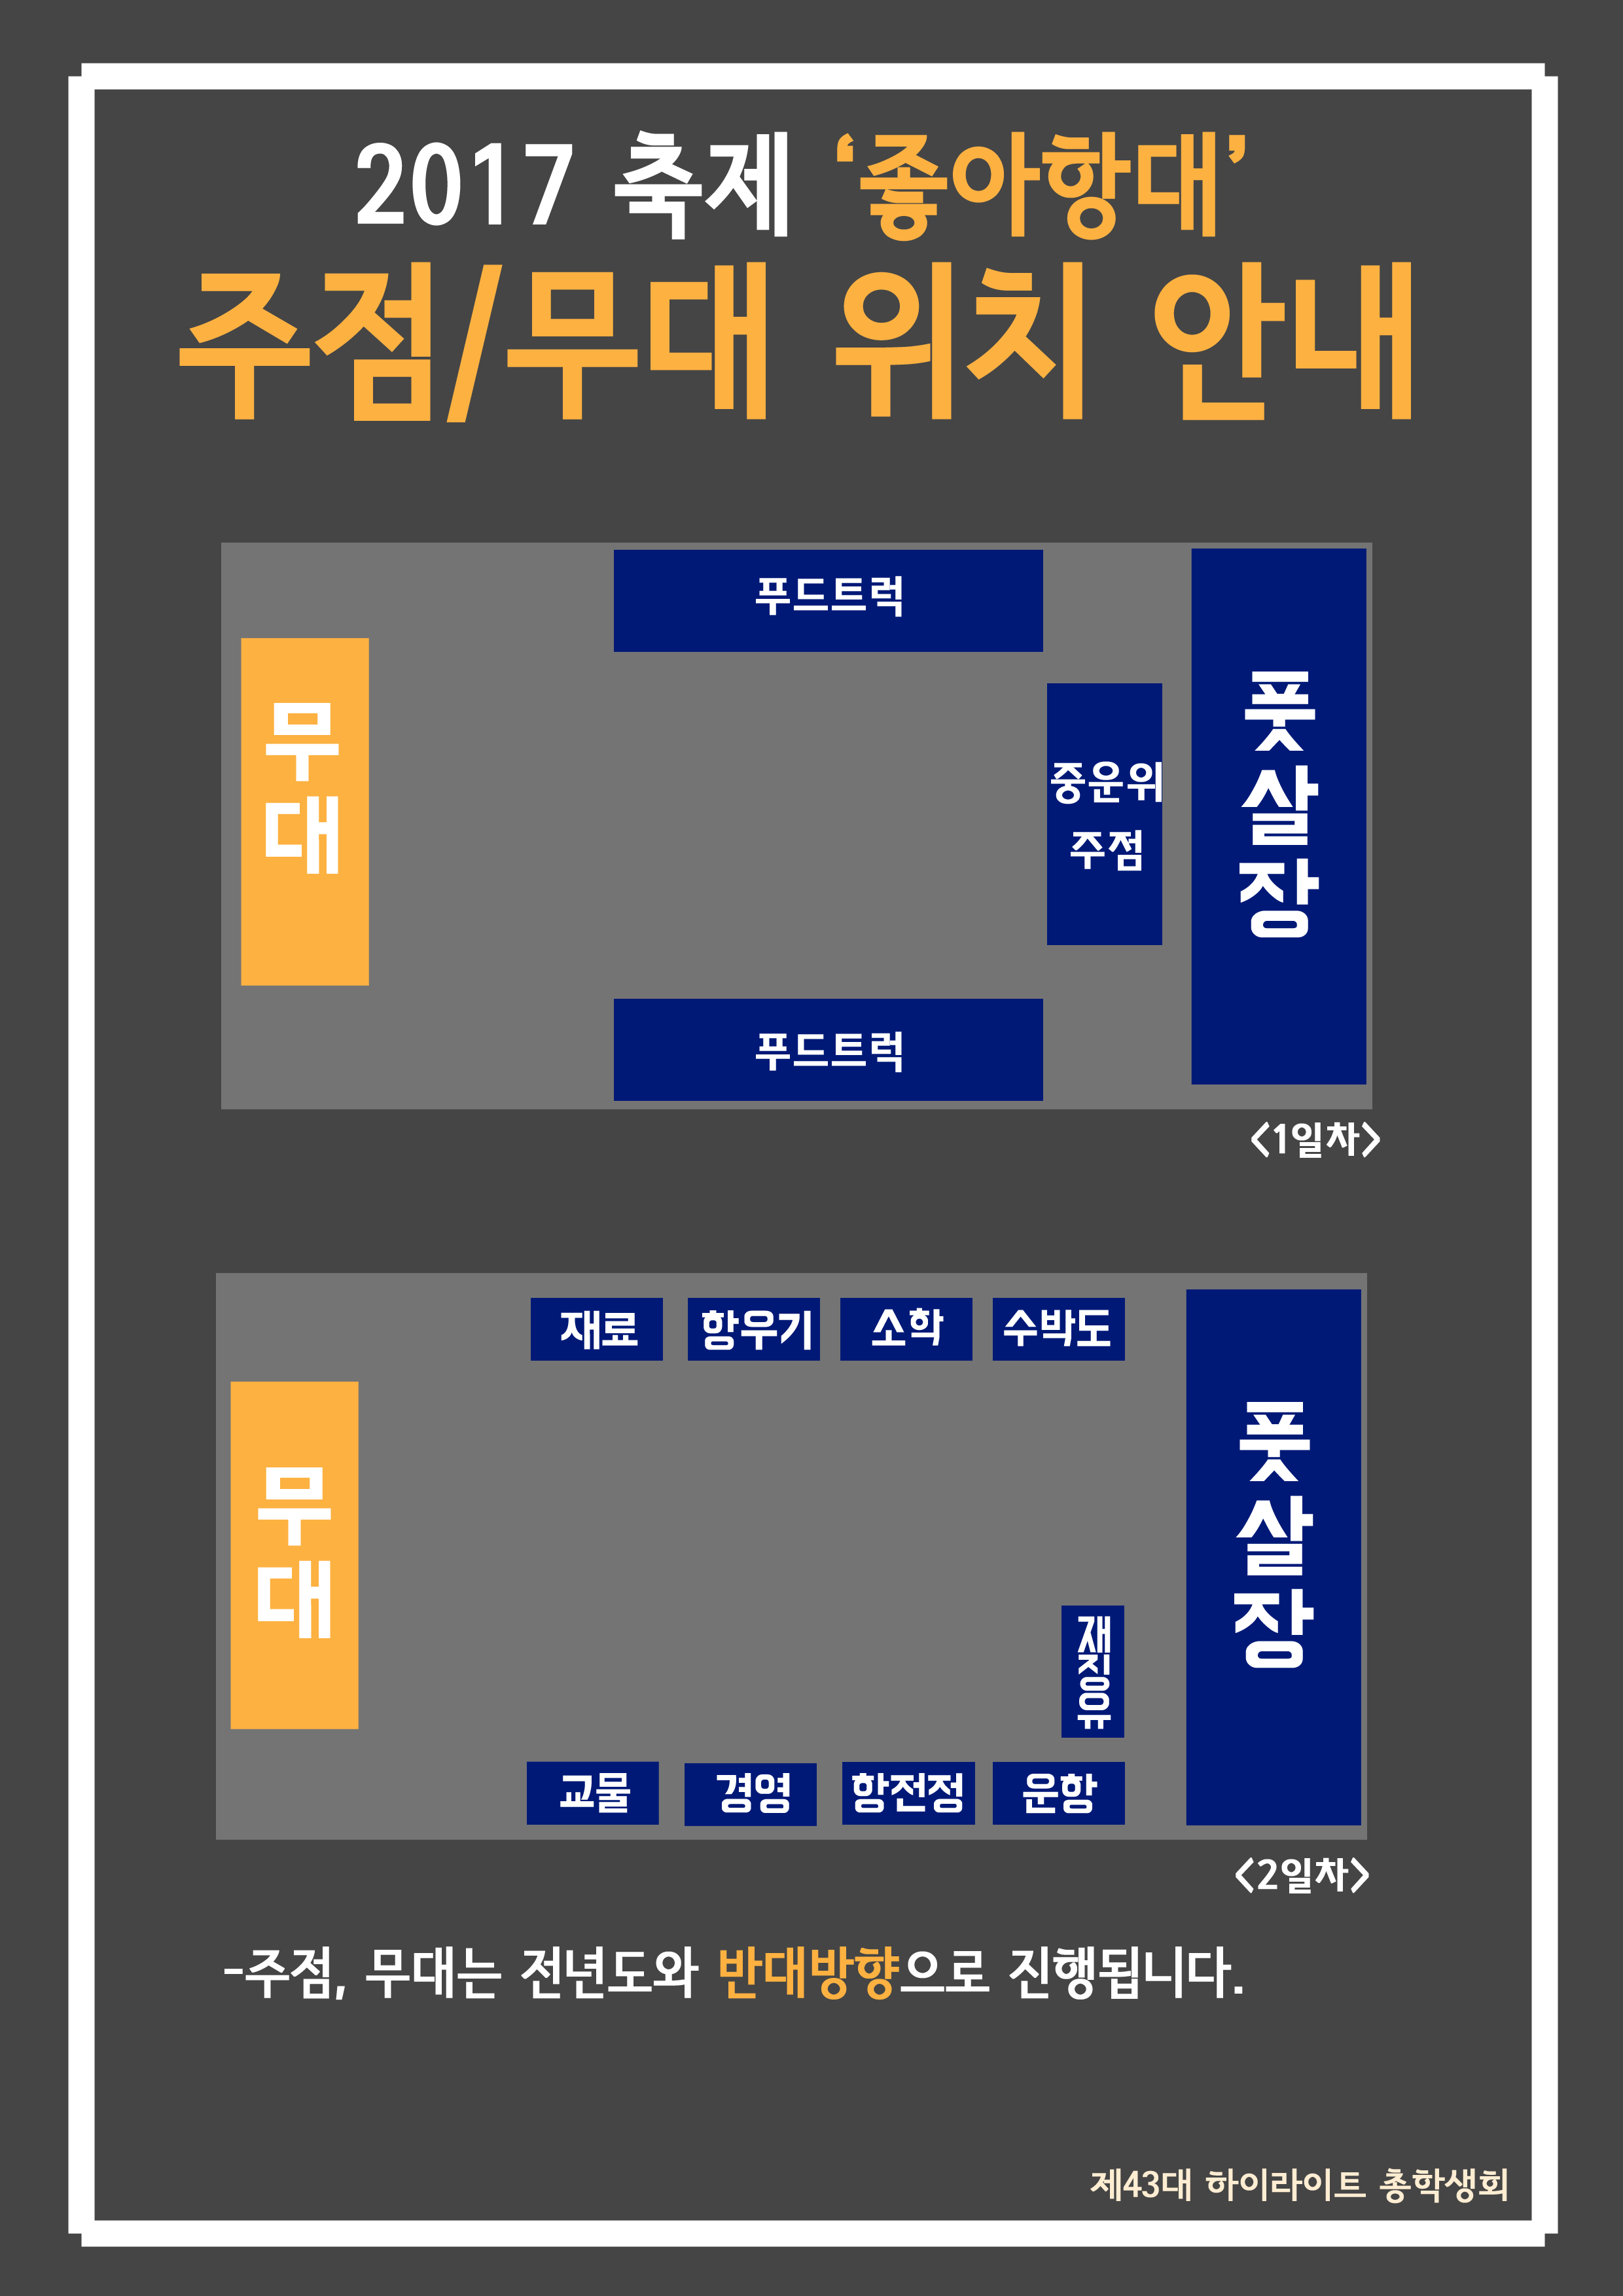 2017 축제 ‘좋아항대’
주점/무대 위치 안내
푸드트럭
무대
중운위
주점
풋살장
푸드트럭
<1일차>
재료
항우기
소학
수박도
무대
풋살장
재직응류
교물
경영
항전정
운항
<2일차>
-주점, 무대는 전년도와 반대방향으로 진행됩니다.
제43대 하이라이트 총학생회